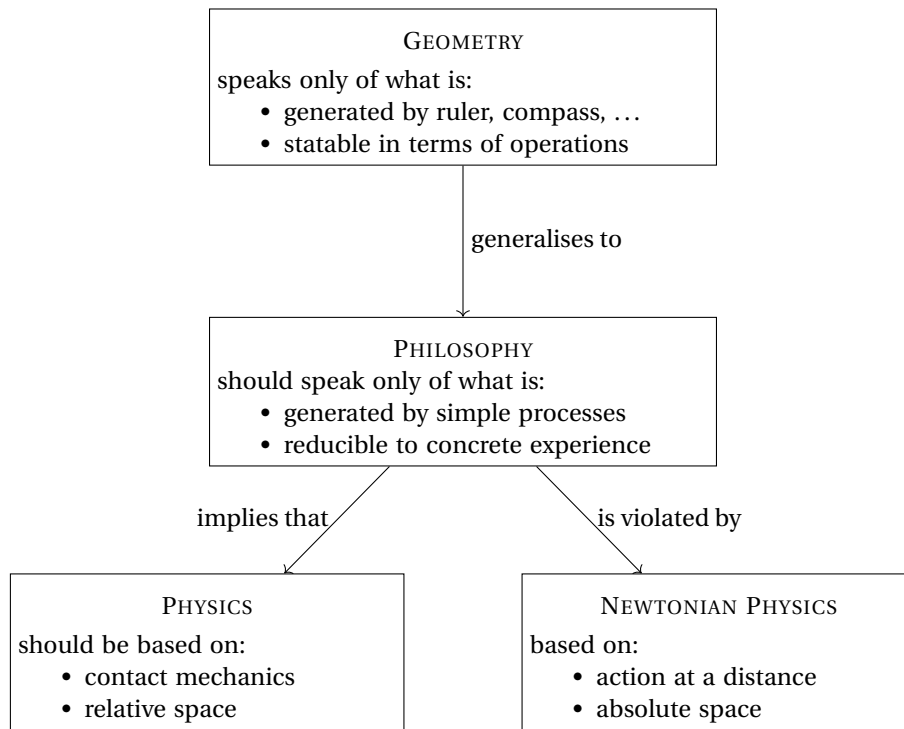 GEOMETRY
speaks only of what is:
• generated by ruler, compass, …
• statable in terms of operations
generalises to
PHILOSOPHY
should speak only of what is:
• generated by simple processes
• reducible to concrete experience
implies that
is violated by
PHYSICS
should be based on:
• contact mechanics
• relative space
NEWTONIAN PHYSICS
based on:
• action at a distance
• absolute space